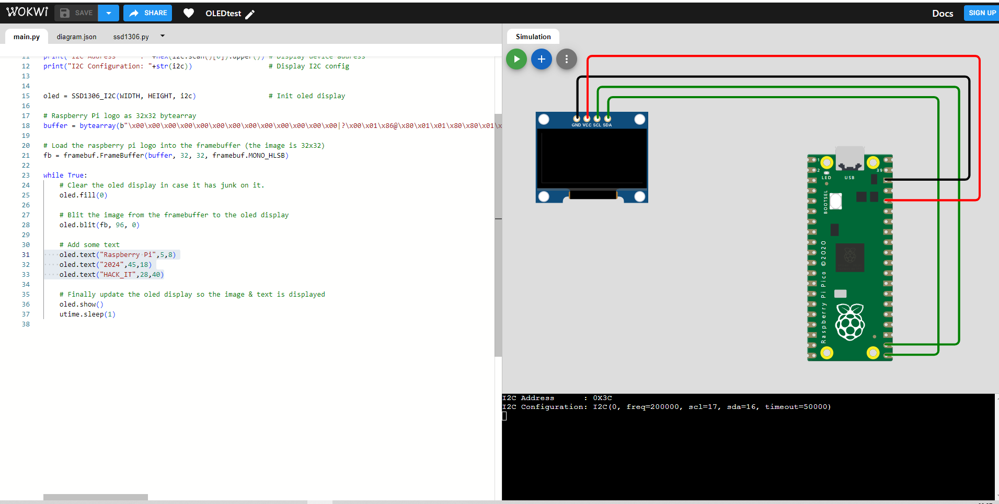 WOKWI SAVE SHARE OLEDtest Docs SIGN UP
main.py diagram.json ssd1306.py
Simulation
11 print("I2C Address      : "+hex(i2c.scan()[0]).upper()) # Display device address
12 print("I2C Configuration: "+str(i2c)) # Display I2C config
13
14
15 oled = SSD1306_I2C(WIDTH, HEIGHT, i2c) # Init oled display
16
17 # Raspberry Pi logo as 32x32 bytearray
18 buffer = bytearray(b"\x00\x00\x00\x00\x00\x00\x00\x00\x00\x00\x00\x00\x00|?\x00\x01\x86@\x80\x01\x01\x80\x80\x01\x
19
20 # Load the raspberry pi logo into the framebuffer (the image is 32x32)
21 fb = framebuf.FrameBuffer(buffer, 32, 32, framebuf.MONO_HLSB)
22
23 while True:
24     # Clear the oled display in case it has junk on it.
25     oled.fill(0)
26
27     # Blit the image from the framebuffer to the oled display
28     oled.blit(fb, 96, 0)
29
30     # Add some text
31     oled.text("Raspberry Pi",5,8)
32     oled.text("2024",45,18)
33     oled.text("HACK_IT",28,40)
34
35     # Finally update the oled display so the image & text is displayed
36     oled.show()
37     utime.sleep(1)
38
GND VCC SCL SDA
1
2 39
LED USB
BOOTSEL
Raspberry Pi Pico ©2020
I2C Address      : 0X3C
I2C Configuration: I2C(0, freq=200000, scl=17, sda=16, timeout=50000)